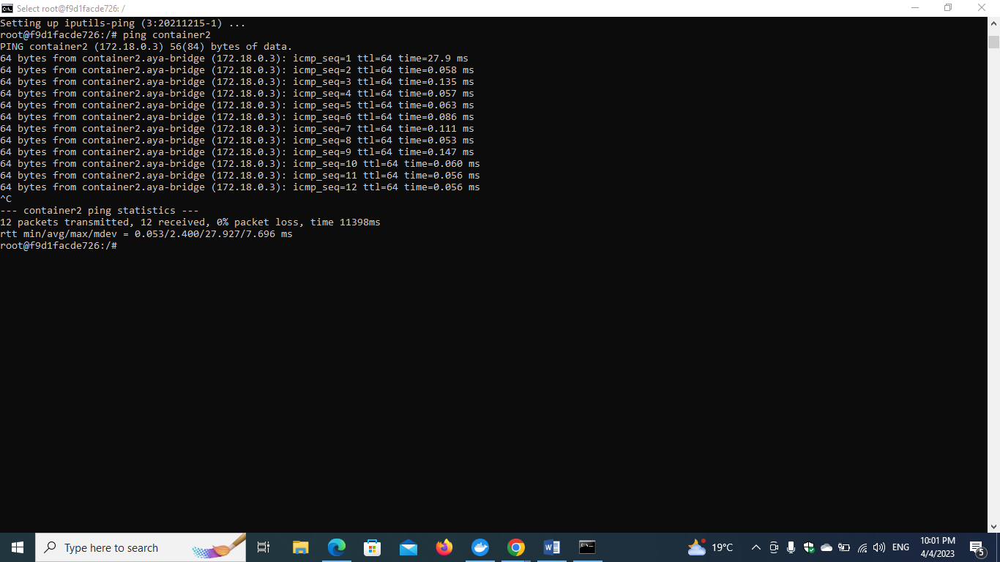 Select root@f9d1facde726: /
Setting up iputils-ping (3:20211215-1) ...
root@f9d1facde726:/# ping container2
PING container2 (172.18.0.3) 56(84) bytes of data.
64 bytes from container2.aya-bridge (172.18.0.3): icmp_seq=1 ttl=64 time=27.9 ms
64 bytes from container2.aya-bridge (172.18.0.3): icmp_seq=2 ttl=64 time=0.058 ms
64 bytes from container2.aya-bridge (172.18.0.3): icmp_seq=3 ttl=64 time=0.135 ms
64 bytes from container2.aya-bridge (172.18.0.3): icmp_seq=4 ttl=64 time=0.057 ms
64 bytes from container2.aya-bridge (172.18.0.3): icmp_seq=5 ttl=64 time=0.063 ms
64 bytes from container2.aya-bridge (172.18.0.3): icmp_seq=6 ttl=64 time=0.086 ms
64 bytes from container2.aya-bridge (172.18.0.3): icmp_seq=7 ttl=64 time=0.111 ms
64 bytes from container2.aya-bridge (172.18.0.3): icmp_seq=8 ttl=64 time=0.053 ms
64 bytes from container2.aya-bridge (172.18.0.3): icmp_seq=9 ttl=64 time=0.147 ms
64 bytes from container2.aya-bridge (172.18.0.3): icmp_seq=10 ttl=64 time=0.060 ms
64 bytes from container2.aya-bridge (172.18.0.3): icmp_seq=11 ttl=64 time=0.056 ms
64 bytes from container2.aya-bridge (172.18.0.3): icmp_seq=12 ttl=64 time=0.056 ms
^C
--- container2 ping statistics ---
12 packets transmitted, 12 received, 0% packet loss, time 11398ms
rtt min/avg/max/mdev = 0.053/2.400/27.927/7.696 ms
root@f9d1facde726:/#
Type here to search
19°C
ENG
10:01 PM
4/4/2023
5